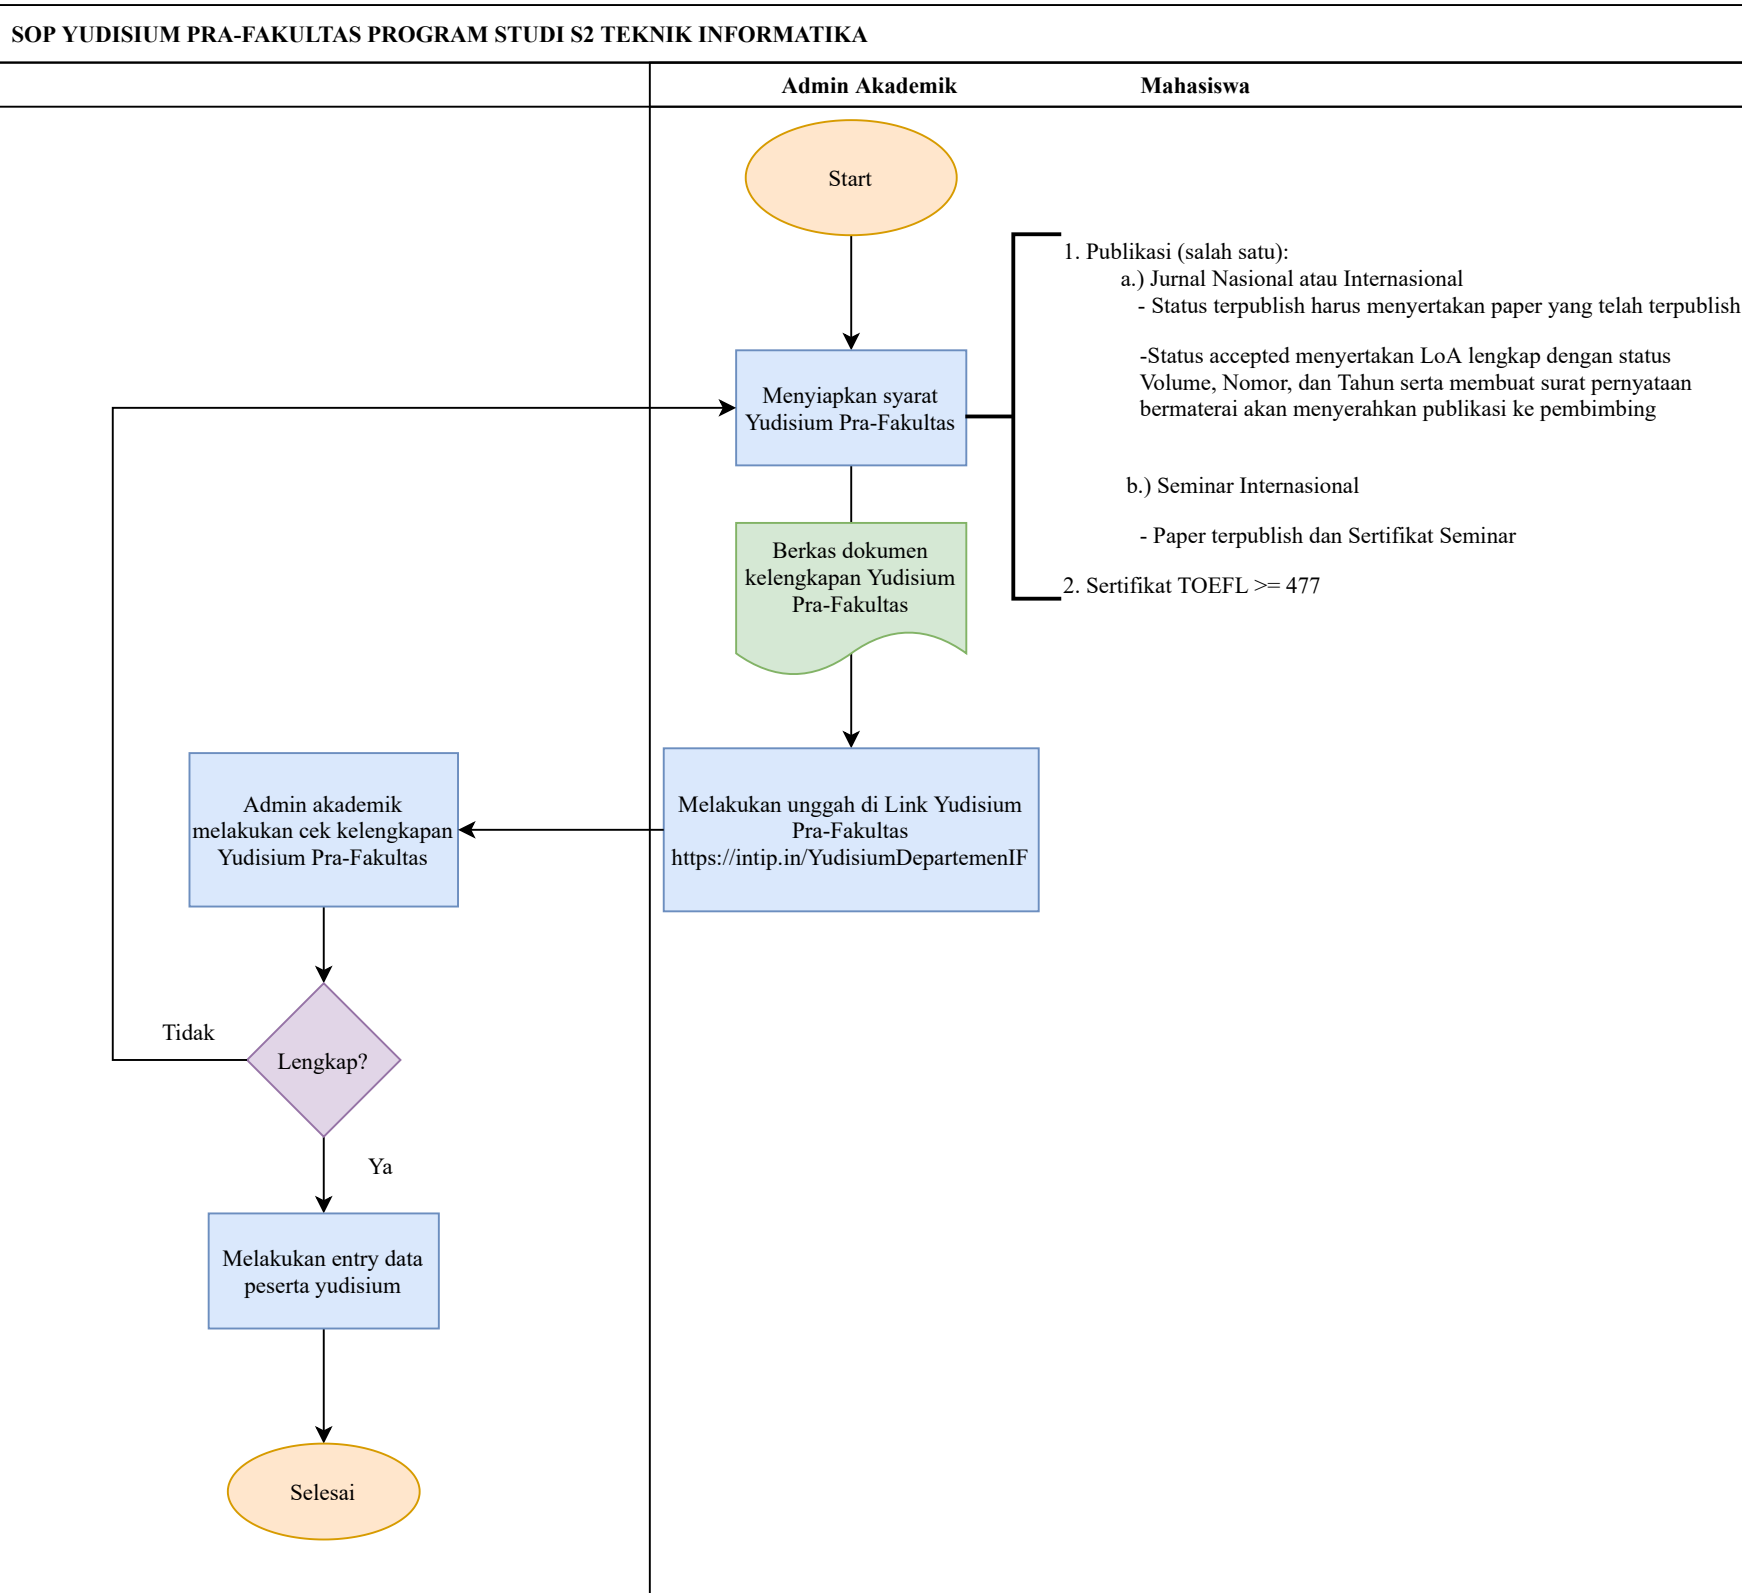 SOP YUDISIUM PRA-FAKULTAS PROGRAM STUDI S2 TEKNIK INFORMATIKA
Admin Akademik
Mahasiswa
Start
1. Publikasi (salah satu):
a.) Jurnal Nasional atau Internasional
- Status terpublish harus menyertakan paper yang telah terpublish
-Status accepted menyertakan LoA lengkap dengan status
Volume, Nomor, dan Tahun serta membuat surat pernyataan
bermaterai akan menyerahkan publikasi ke pembimbing
b.) Seminar Internasional
- Paper terpublish dan Sertifikat Seminar
2. Sertifikat TOEFL >= 477
Menyiapkan syarat
Yudisium Pra-Fakultas
Berkas dokumen
kelengkapan Yudisium
Pra-Fakultas
Melakukan unggah di Link Yudisium
Pra-Fakultas
https://intip.in/YudisiumDepartemenIF
Admin akademik
melakukan cek kelengkapan
Yudisium Pra-Fakultas
Tidak
Lengkap?
Ya
Melakukan entry data
peserta yudisium
Selesai